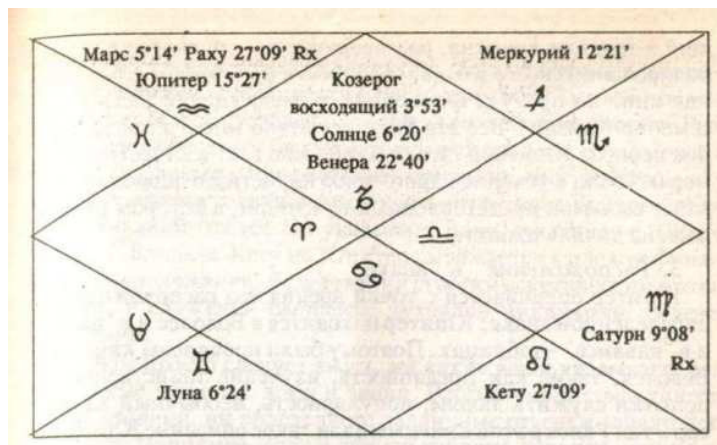 Марс 5°14' Раху 27°09' Rx
Юпитер 15°27'
♒
♓
Меркурий 12°21'
♐
♏
Козерог
восходящий 3°53'
Солнце 6°20'
Венера 22°40'
♑
♈
♎
♋
♉
♊
Луна 6°24'
♌
Кету 27°09'
♍
Сатурн 9°08'
Rx